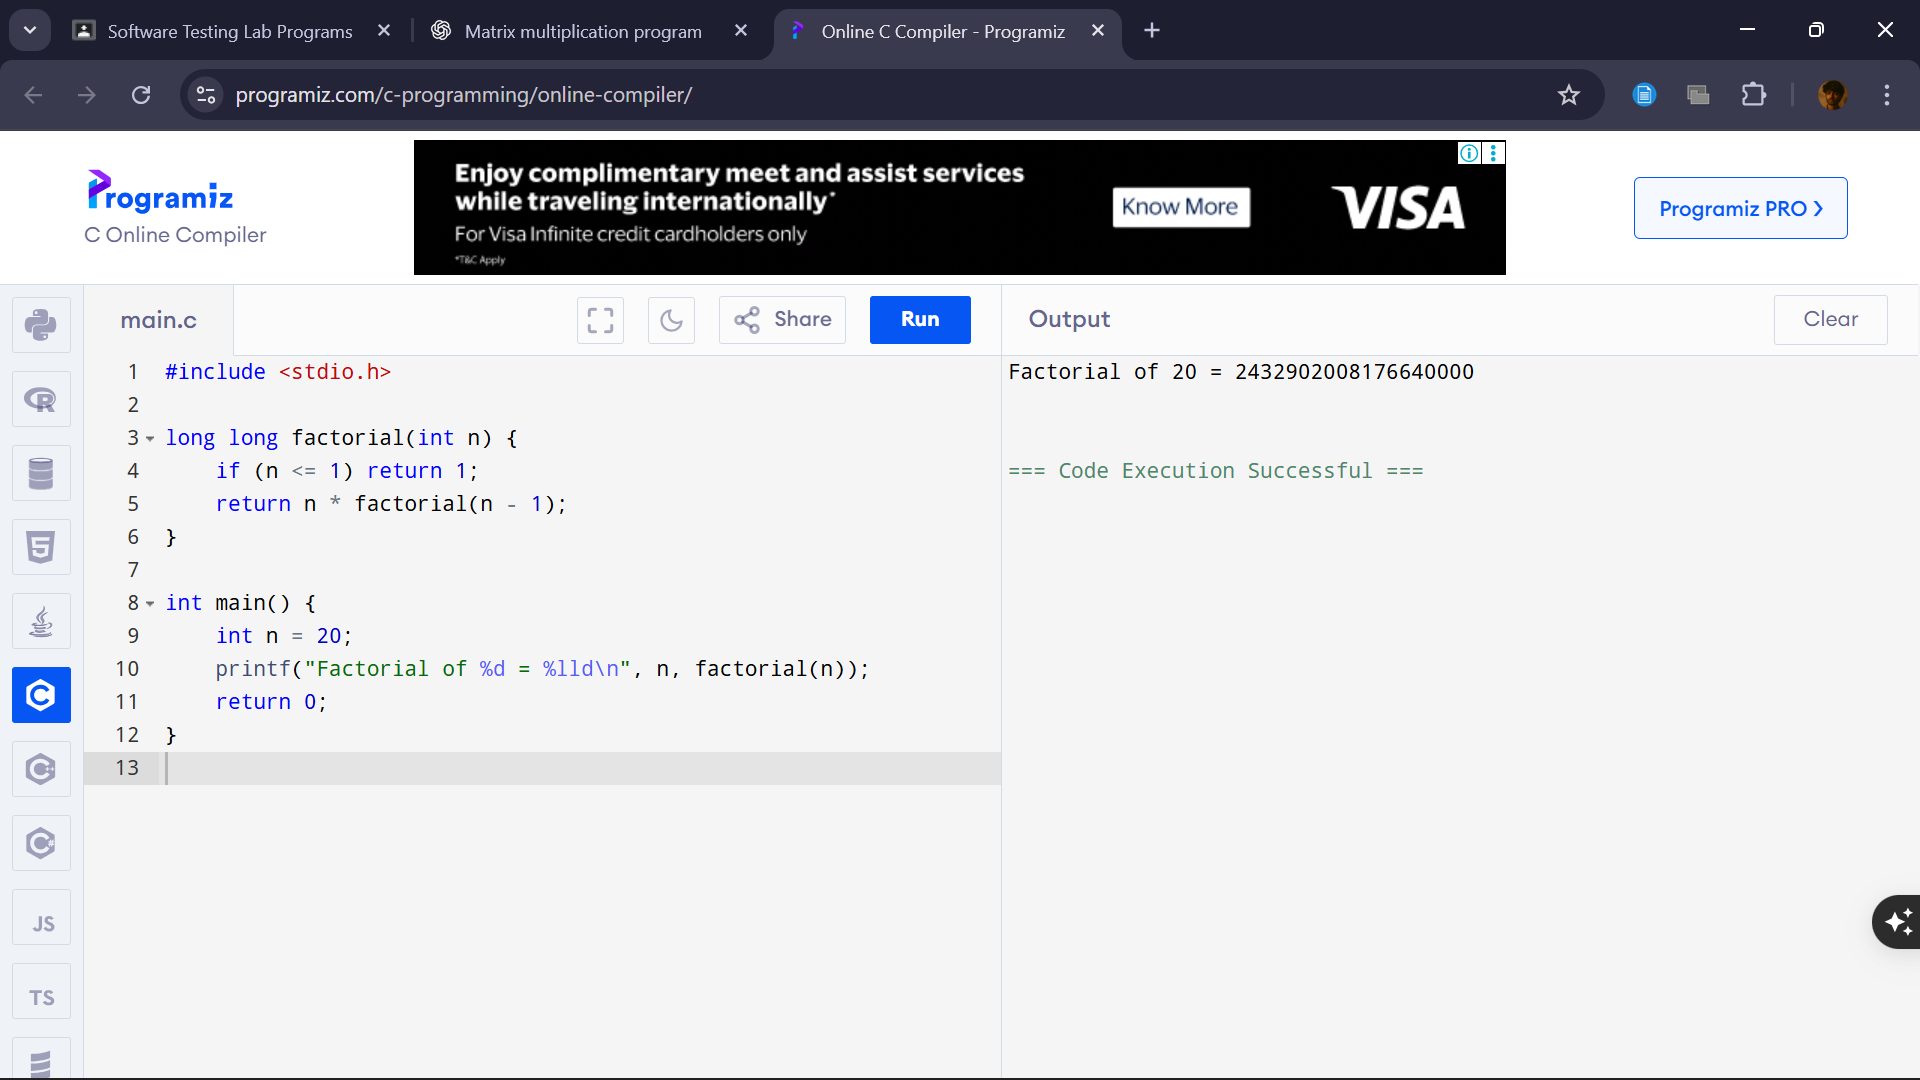 Software Testing Lab Programs
Matrix multiplication program
Online C Compiler - Programiz
programiz.com/c-programming/online-compiler/
Programiz
C Online Compiler
Enjoy complimentary meet and assist services
while traveling internationally*
For Visa Infinite credit cardholders only
*T&C Apply
Know More
VISA
Programiz PRO ›
main.c
Share
Run
Output
Clear
1 #include <stdio.h>
2
3 long long factorial(int n) {
4     if (n <= 1) return 1;
5     return n * factorial(n - 1);
6 }
7
8 int main() {
9     int n = 20;
10     printf("Factorial of %d = %lld\n", n, factorial(n));
11     return 0;
12 }
13
Factorial of 20 = 2432902008176640000
=== Code Execution Successful ===
R
5
C
C++
C#
JS
TS